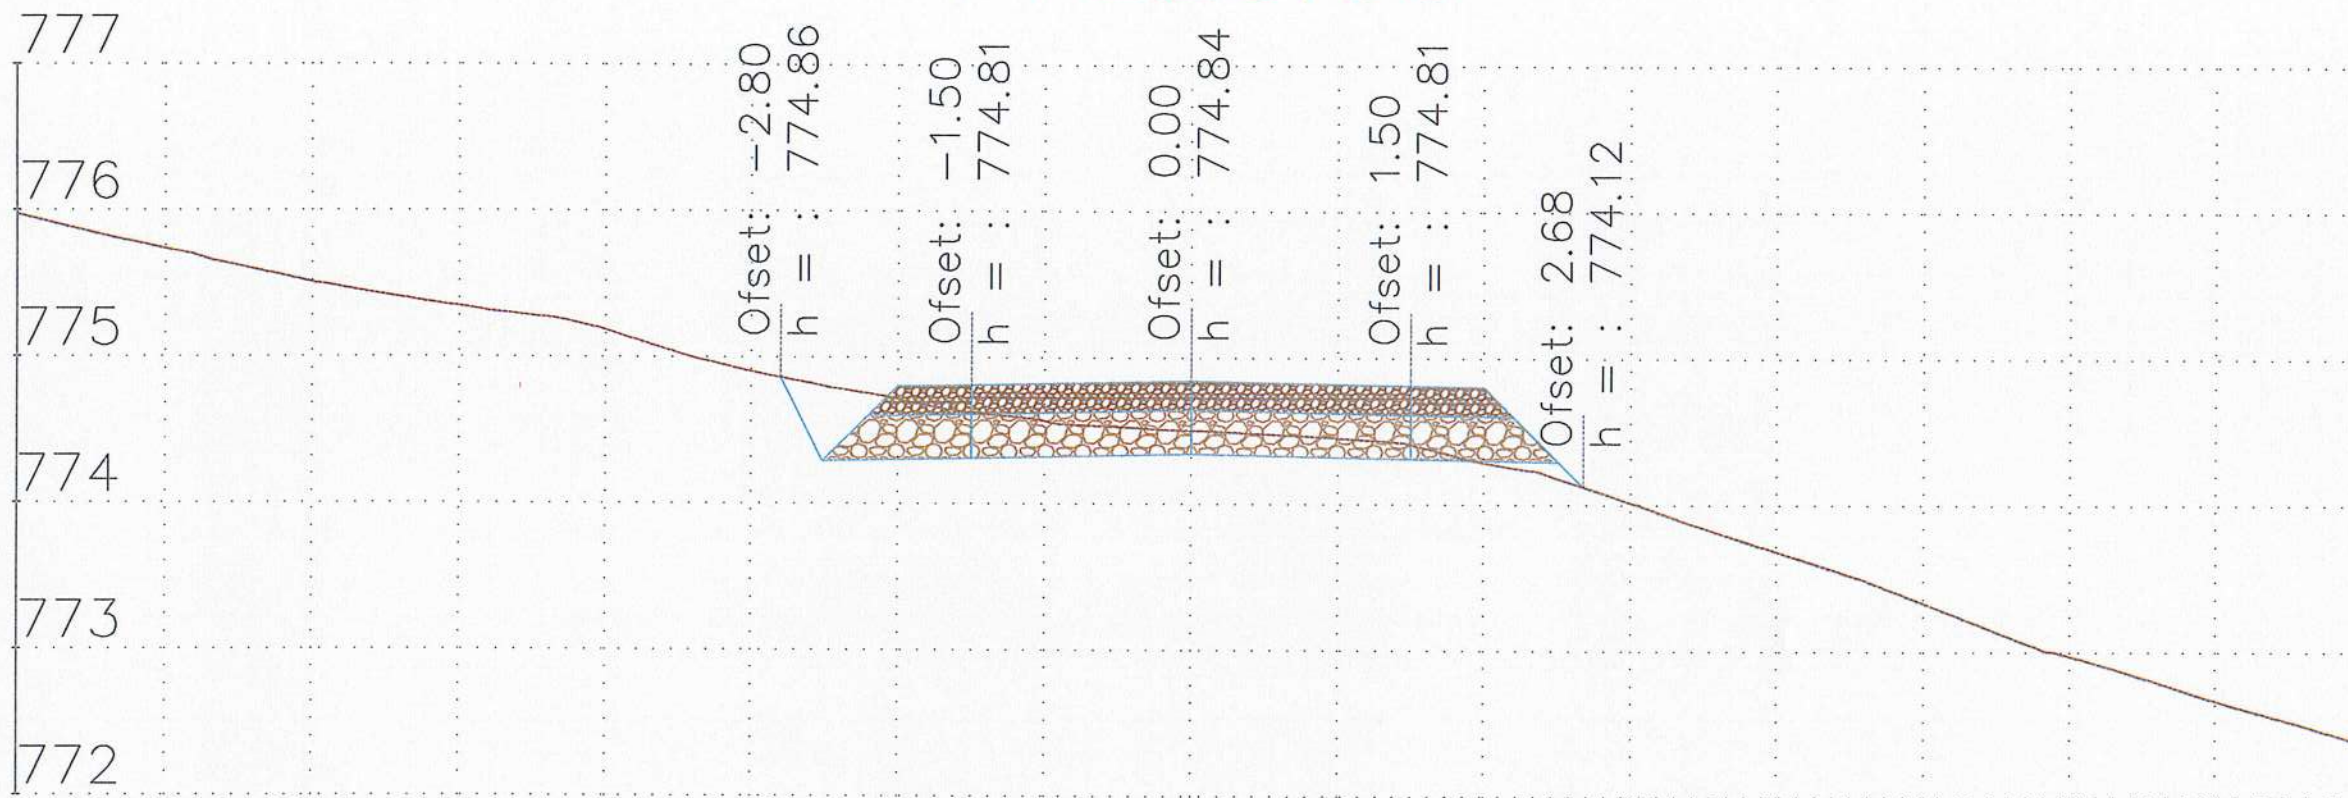 777
776
775
774
773
772
Ofset: -2.80
h = : 774.86
Ofset: -1.50
h = : 774.81
Ofset: 0.00
h = : 774.84
Ofset: 1.50
h = : 774.81
Ofset: 2.68
h = : 774.12